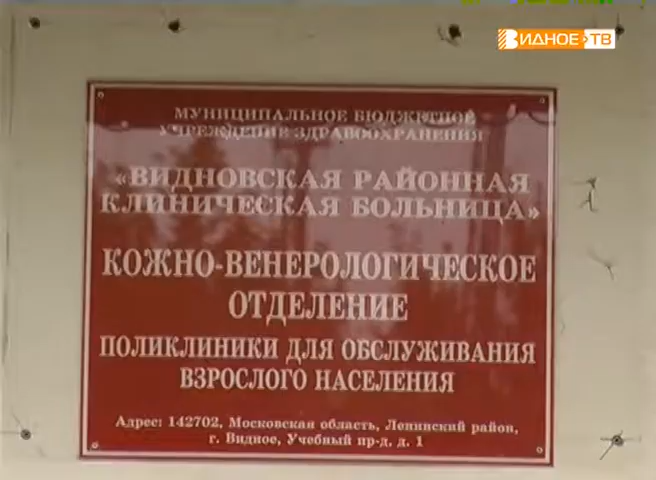 ВИДНОЕ ТВ
МУНИЦИПАЛЬНОЕ БЮДЖЕТНОЕ
УЧРЕЖДЕНИЕ ЗДРАВООХРАНЕНИЯ
«ВИДНОВСКАЯ РАЙОННАЯ
КЛИНИЧЕСКАЯ БОЛЬНИЦА»
КОЖНО-ВЕНЕРОЛОГИЧЕСКОЕ
ОТДЕЛЕНИЕ
ПОЛИКЛИНИКИ ДЛЯ ОБСЛУЖИВАНИЯ
ВЗРОСЛОГО НАСЕЛЕНИЯ
Адрес: 142702, Московская область, Ленинский район,
г. Видное, Учебный пр-д, д. 1